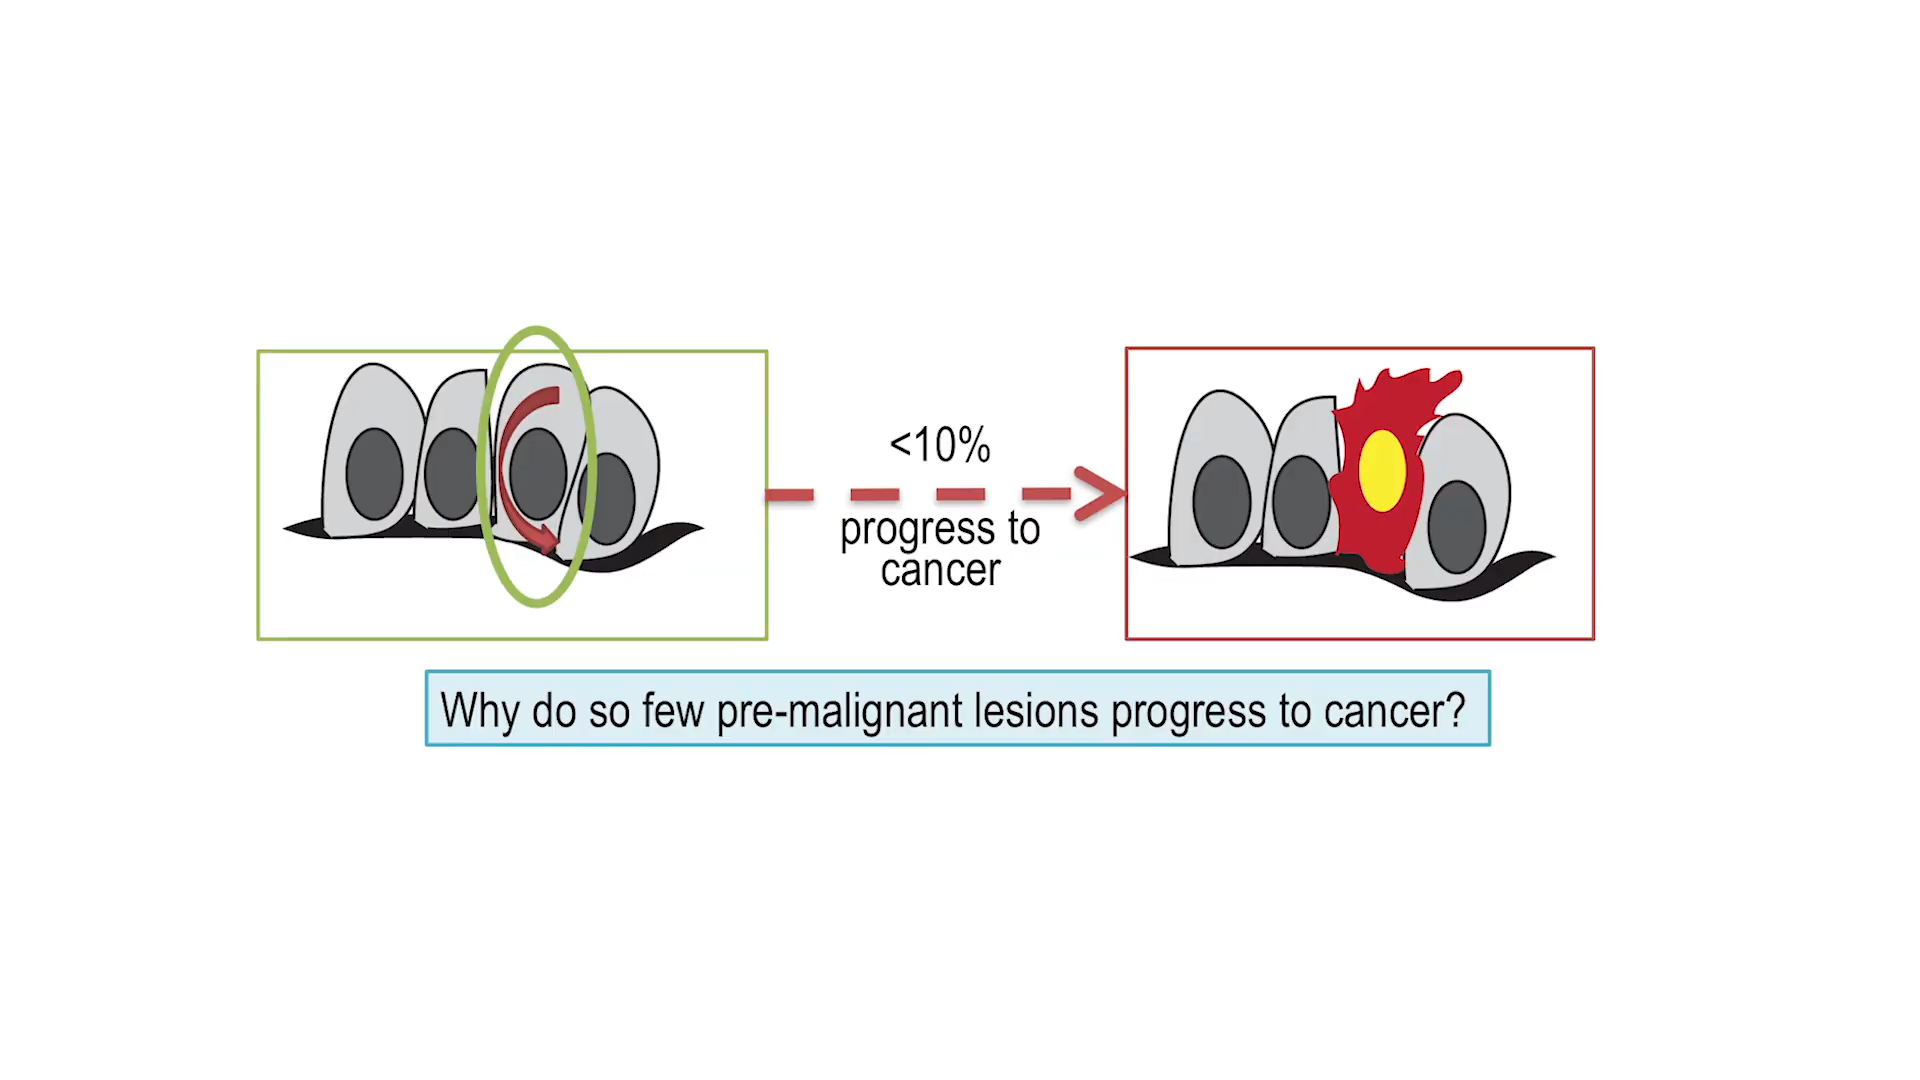 <10%
progress to
cancer
Why do so few pre-malignant lesions progress to cancer?